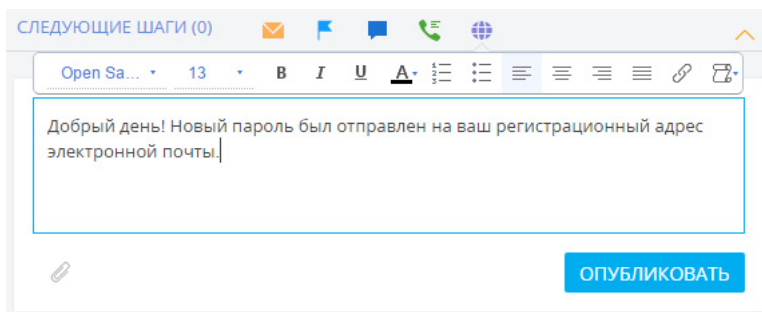 СЛЕДУЮЩИЕ ШАГИ (0)
Open Sa... 13 B I U A
Добрый день! Новый пароль был отправлен на ваш регистрационный адрес
электронной почты.
ОПУБЛИКОВАТЬ